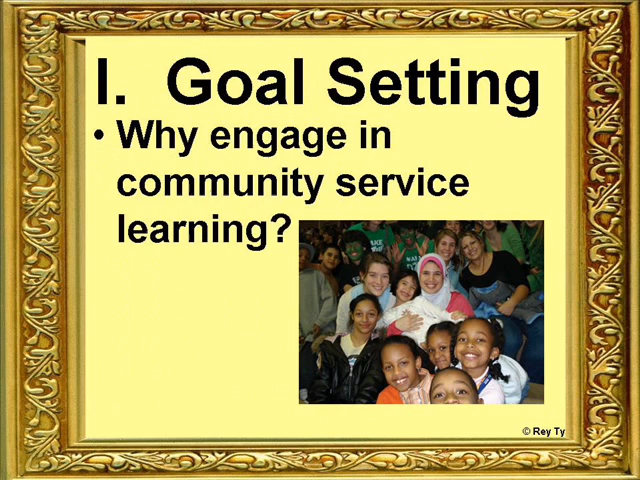 I. Goal Setting
• Why engage in
community service
learning?
© Rey Ty